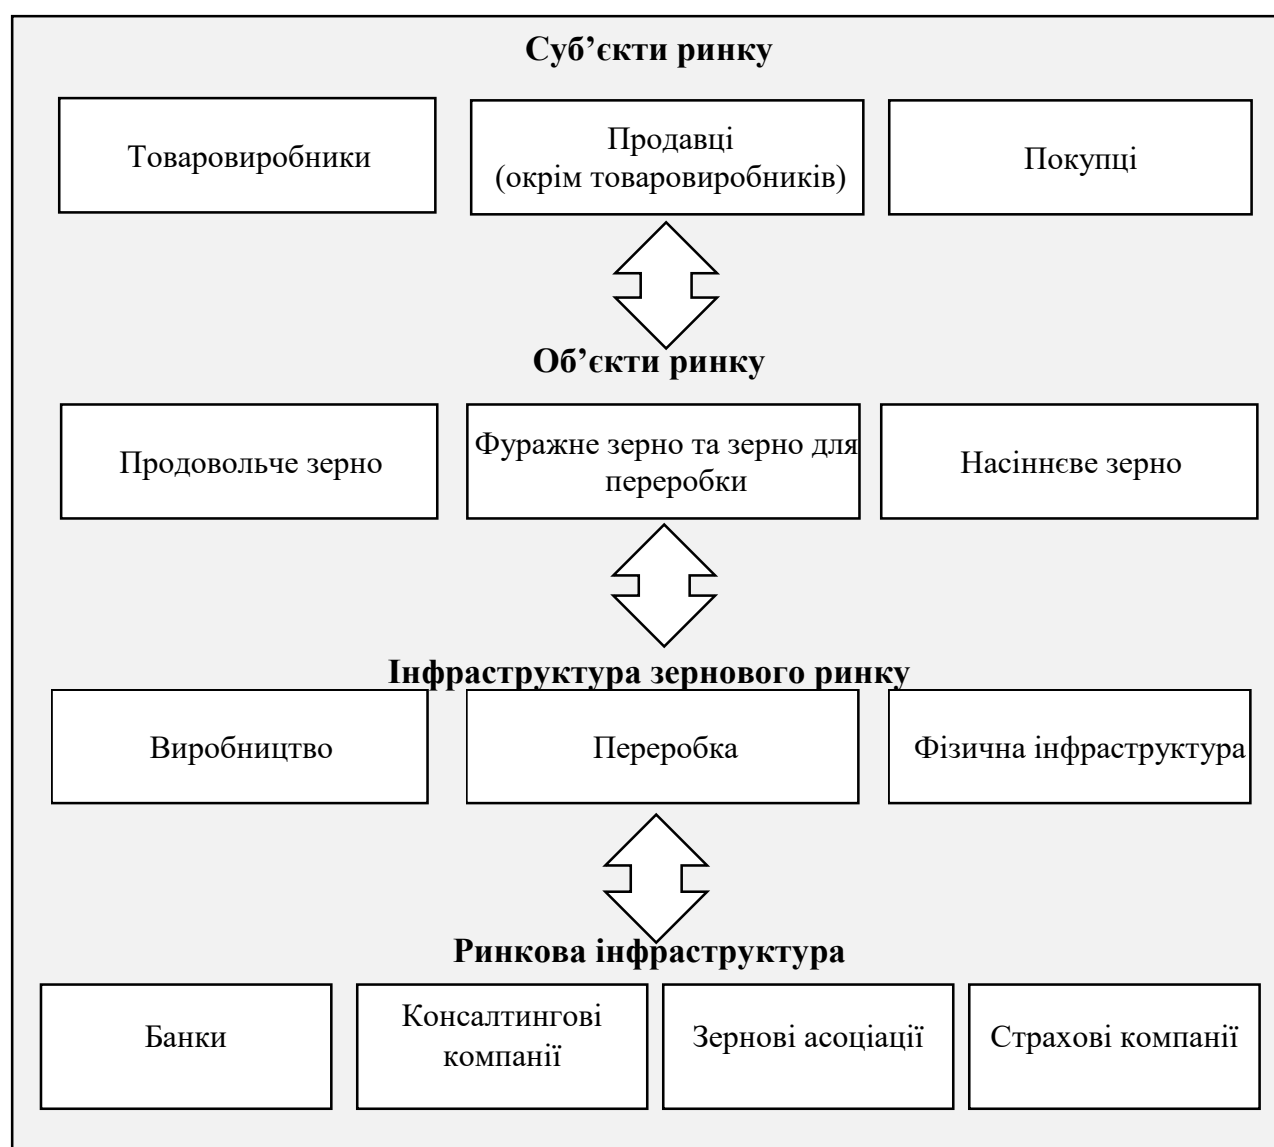 Суб’єкти ринку
Товаровиробники
Продавці
(окрім товаровиробників)
Покупці
Об’єкти ринку
Продовольче зерно
Фуражне зерно та зерно для
переробки
Насіннєве зерно
Інфраструктура зернового ринку
Виробництво
Переробка
Фізична інфраструктура
Ринкова інфраструктура
Банки
Консалтингові
компанії
Зернові асоціації
Страхові компанії